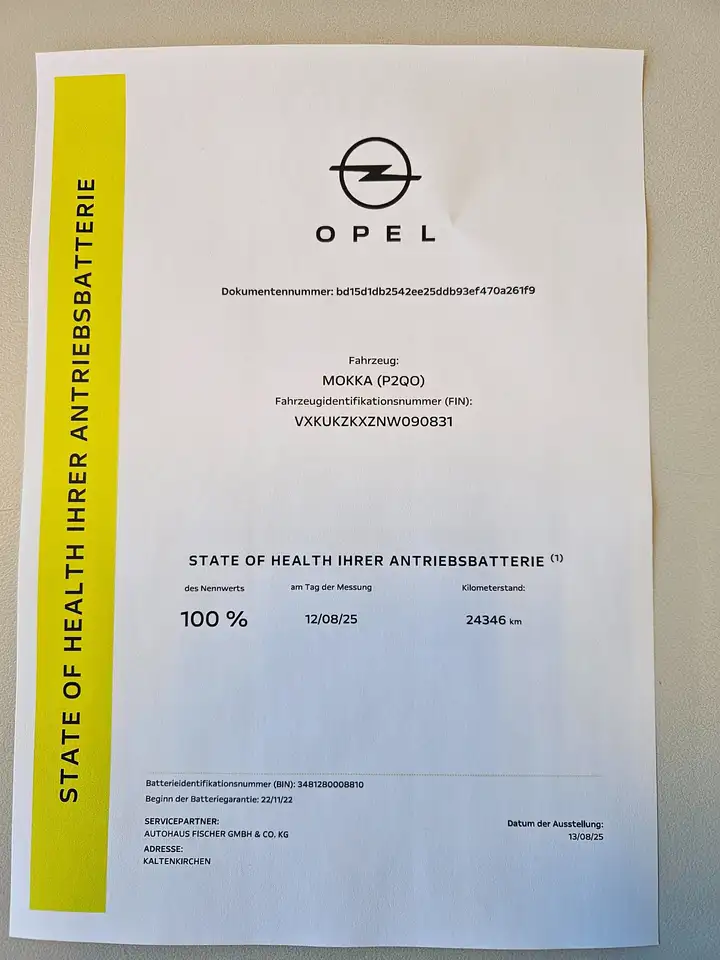 STATE OF HEALTH IHRER ANTRIEBSBATTERIE
OPEL
Dokumentennummer: bd15d1db2542ee25ddb93ef470a261f9
Fahrzeug:
MOKKA (P2QO)
Fahrzeugidentifikationsnummer (FIN):
VXKUKZKXZNW090831
STATE OF HEALTH IHRER ANTRIEBSBATTERIE (1)
des Nennwerts am Tag der Messung Kilometerstand:
100 % 12/08/25 24346 km
Batterieidentifikationsnummer (BIN): 3481280008810
Beginn der Batteriegarantie: 22/11/22
SERVICEPARTNER:
AUTOHAUS FISCHER GMBH & CO. KG
ADRESSE:
KALTENKIRCHEN
Datum der Ausstellung:
13/08/25